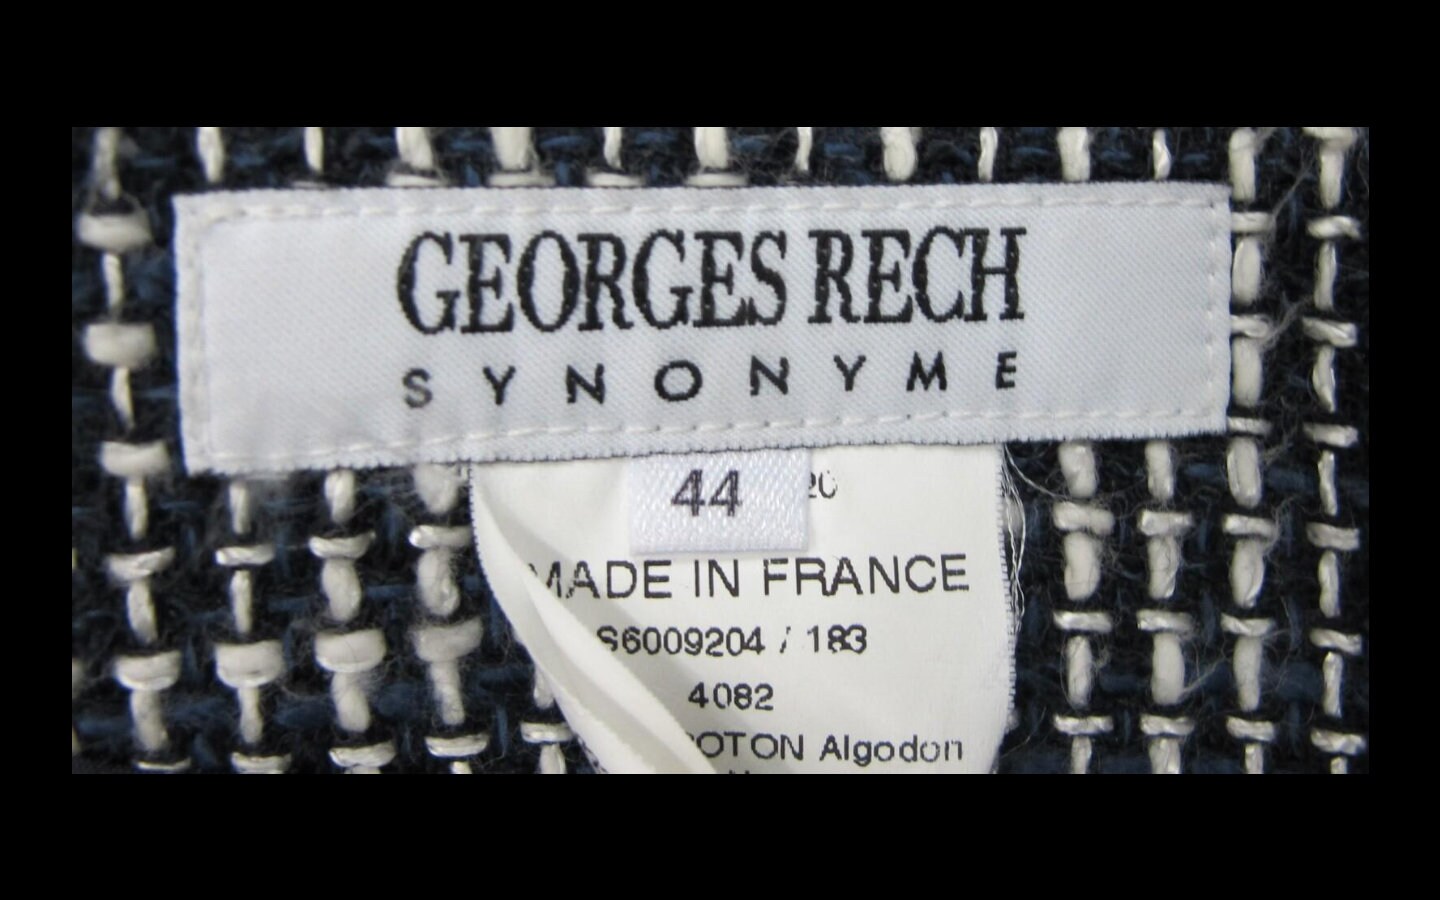 GEORGES RECH
SYNONYME
44
MADE IN FRANCE
S6009204 / 183
4082
Algodon